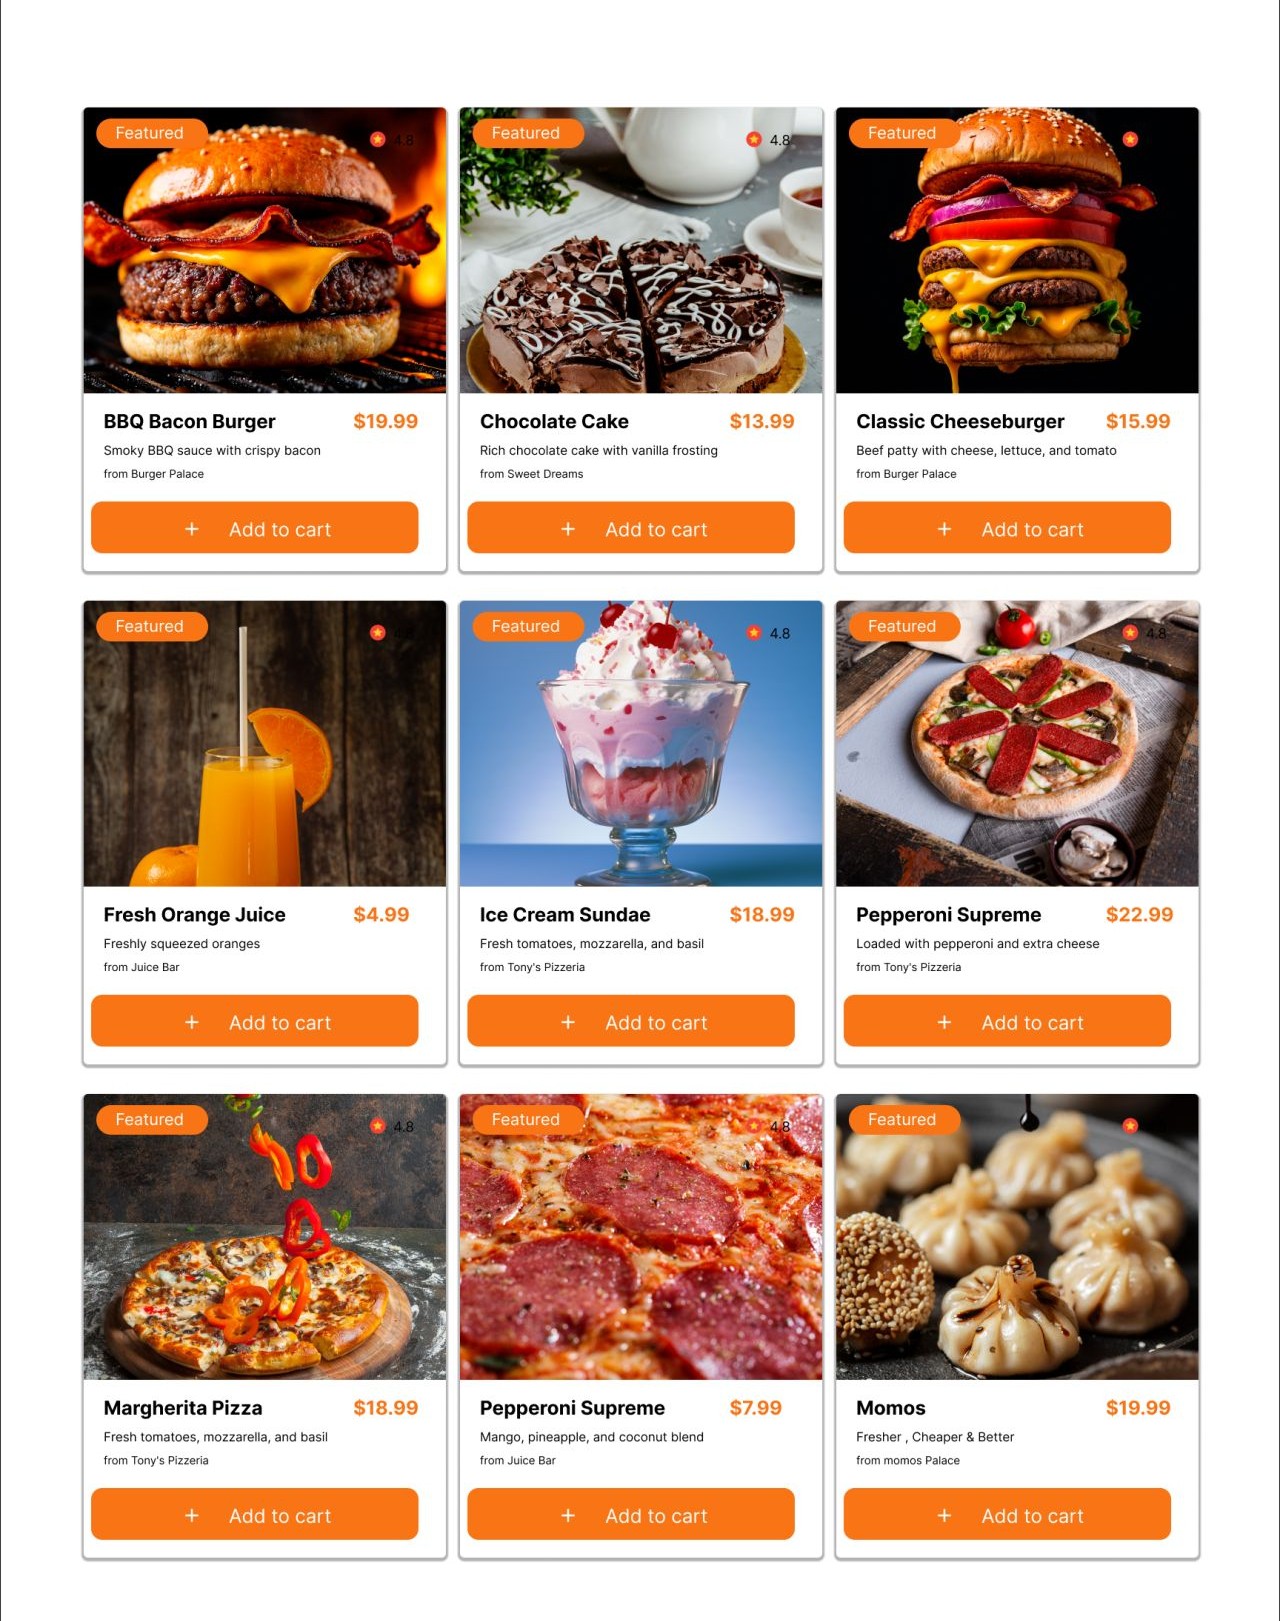 Featured
4.8
Featured
4.8
Featured
BBQ Bacon Burger $19.99
Smoky BBQ sauce with crispy bacon
from Burger Palace
+ Add to cart
Chocolate Cake $13.99
Rich chocolate cake with vanilla frosting
from Sweet Dreams
+ Add to cart
Classic Cheeseburger $15.99
Beef patty with cheese, lettuce, and tomato
from Burger Palace
+ Add to cart
Featured
4.8
Featured
4.8
Featured
4.8
Fresh Orange Juice $4.99
Freshly squeezed oranges
from Juice Bar
+ Add to cart
Ice Cream Sundae $18.99
Fresh tomatoes, mozzarella, and basil
from Tony's Pizzeria
+ Add to cart
Pepperoni Supreme $22.99
Loaded with pepperoni and extra cheese
from Tony's Pizzeria
+ Add to cart
Featured
4.8
Featured
4.8
Featured
Margherita Pizza $18.99
Fresh tomatoes, mozzarella, and basil
from Tony's Pizzeria
+ Add to cart
Pepperoni Supreme $7.99
Mango, pineapple, and coconut blend
from Juice Bar
+ Add to cart
Momos $19.99
Fresher , Cheaper & Better
from momos Palace
+ Add to cart